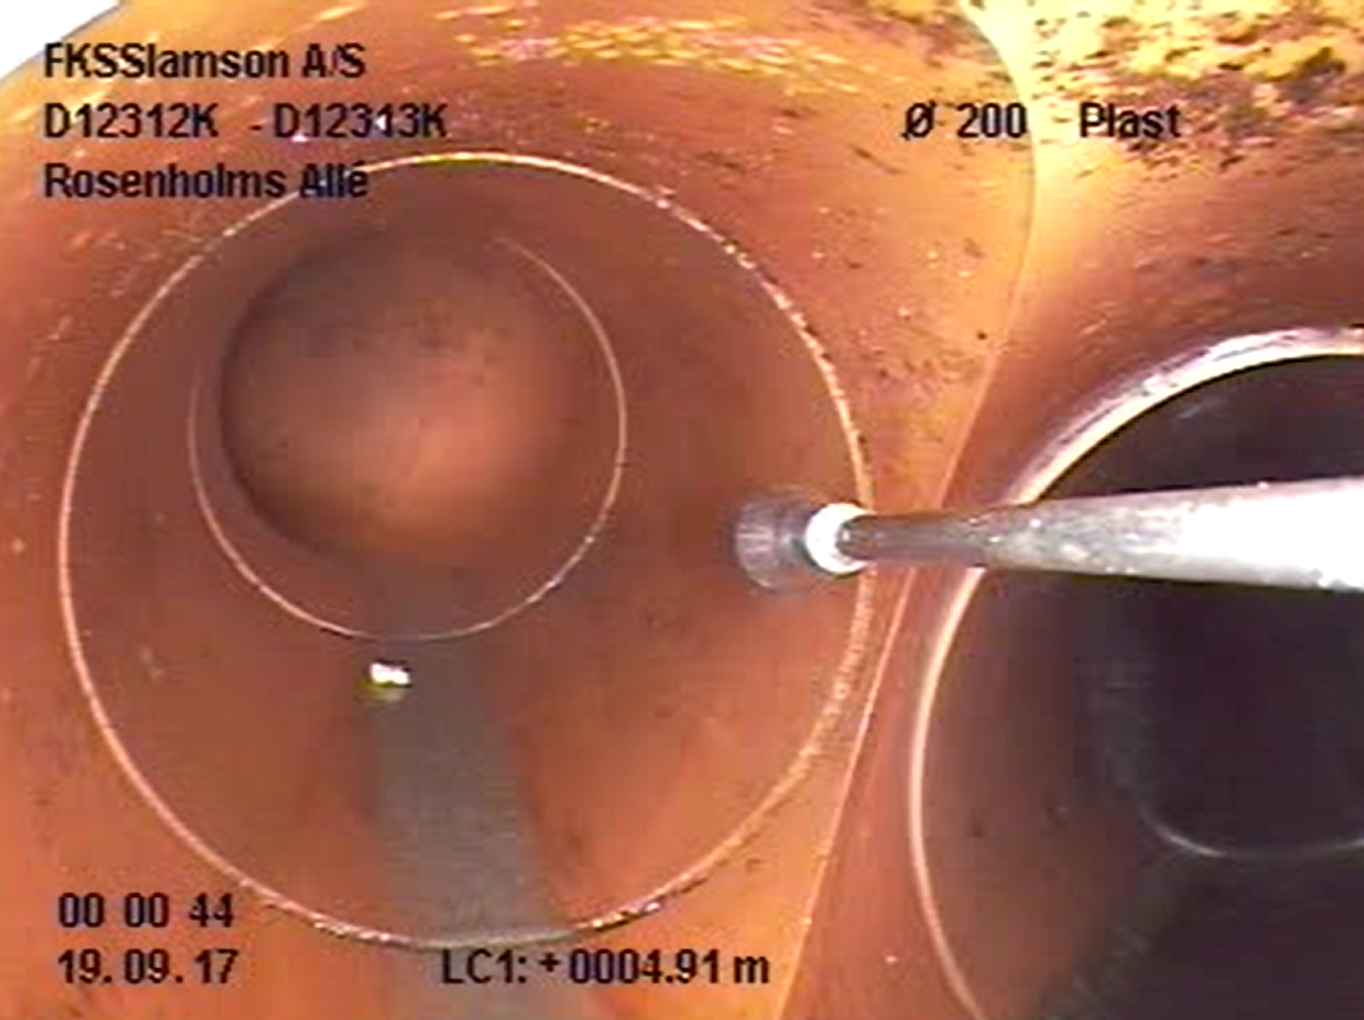 FKSSlamson A/S
D12312K - D12313K
Ø 200 Plast
Rosenholms Allé
00 00 44
19.09.17
LC1: +0004.91 m